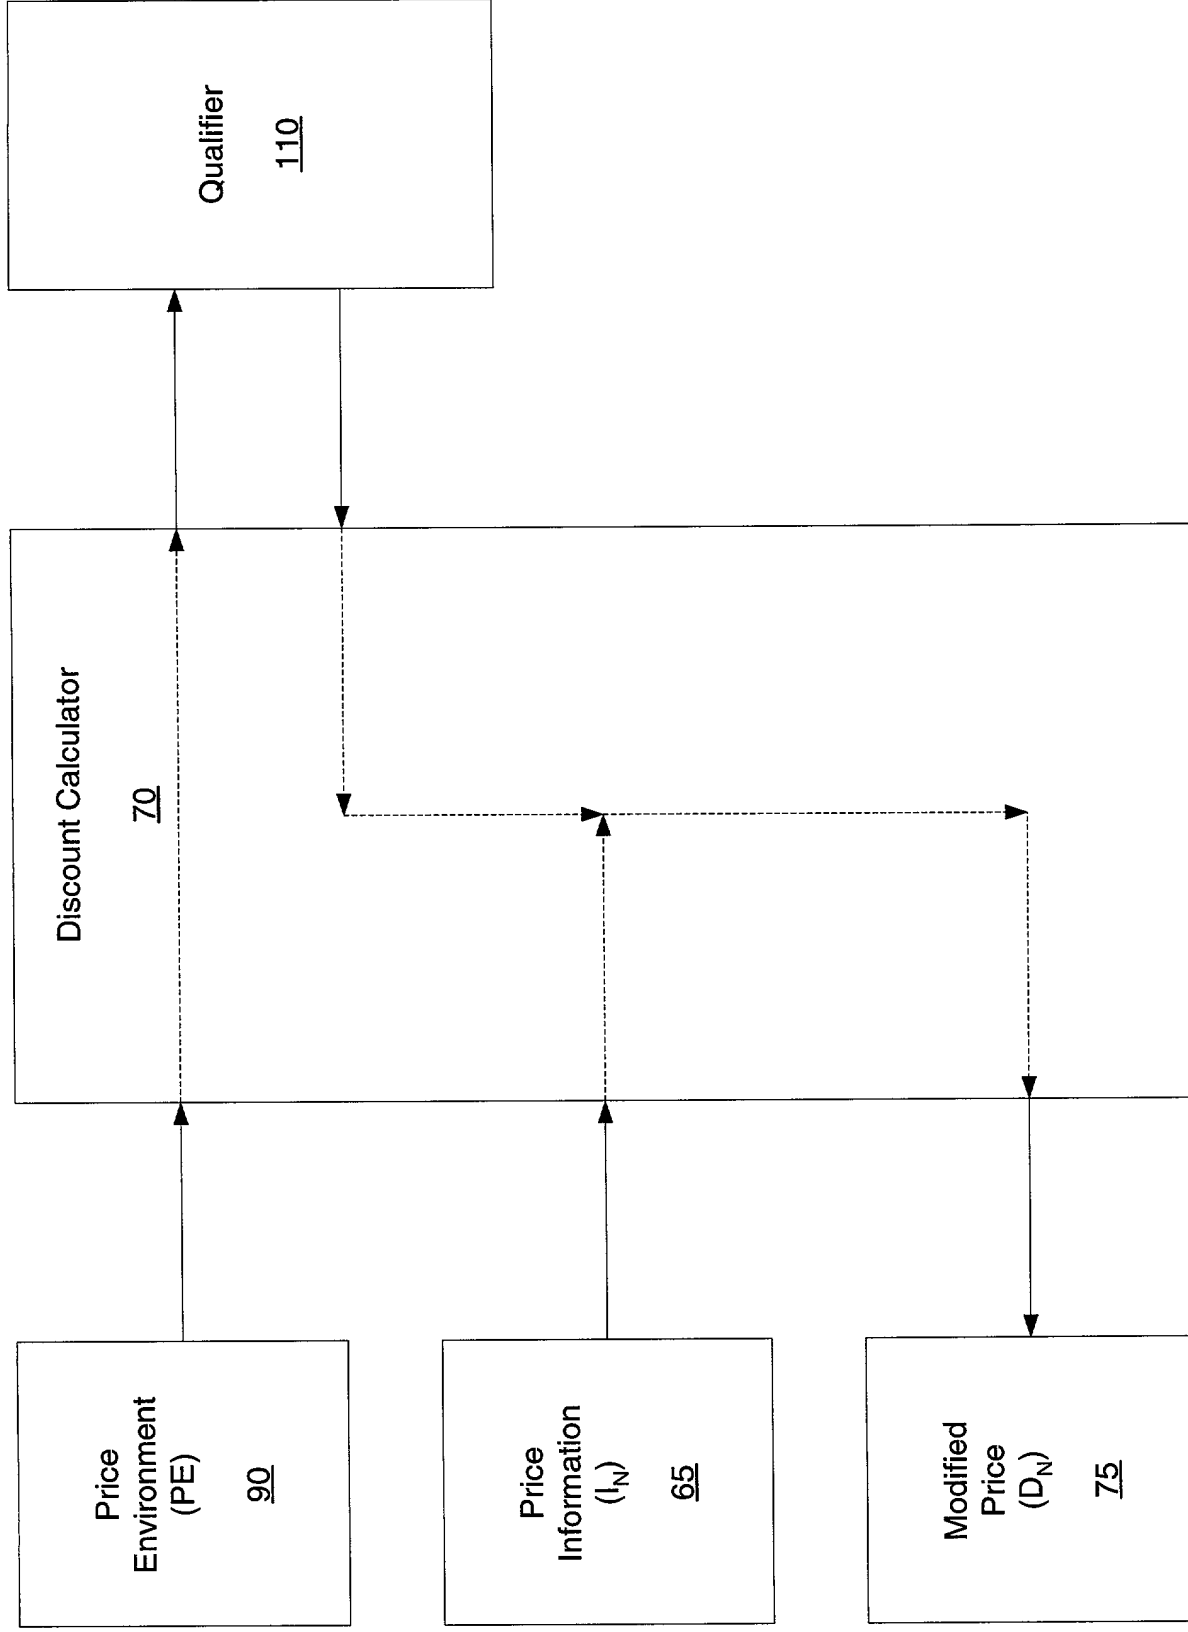 Price
Environment
(PE)
90
Price
Information
(I_N)
65
Modified
Price
(D_N)
75
Discount Calculator
70
Qualifier
110